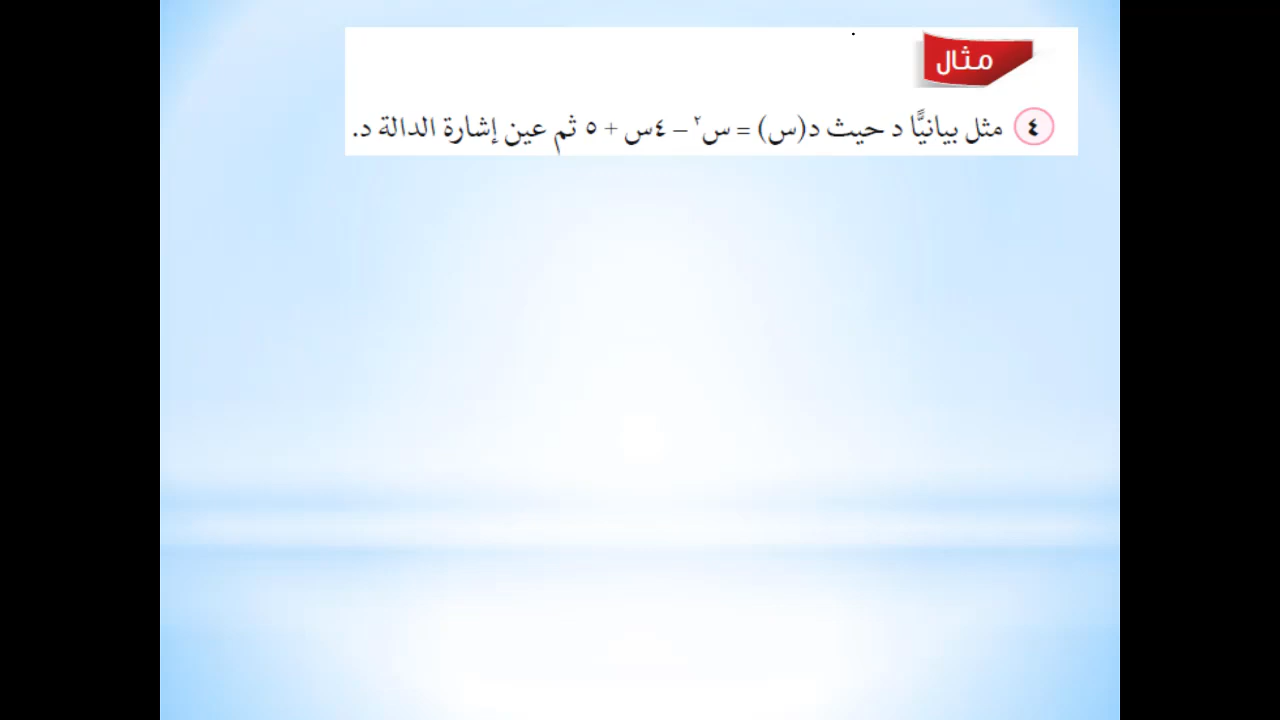 مثال
٤ مثل بيانيًّا د حيث د(س) = س٢ – ٤س + ٥ ثم عين إشارة الدالة د.